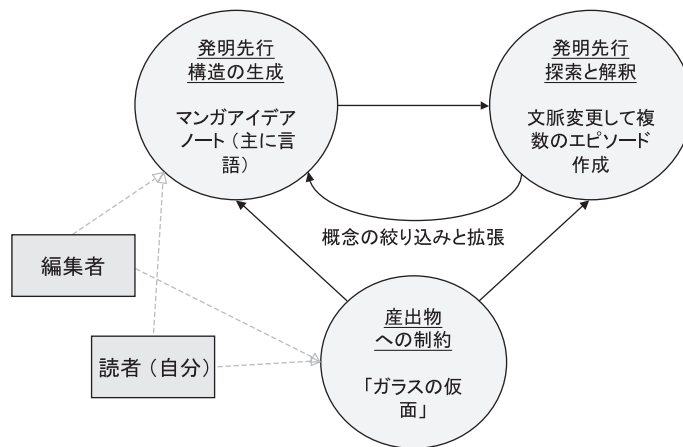 発明先行
構造の生成
マンガアイデア
ノート（主に言
語）
発明先行
探索と解釈
文脈変更して複
数のエピソード
作成
概念の絞り込みと拡張
編集者
読者（自分）
産出物
への制約
「ガラスの仮
面」